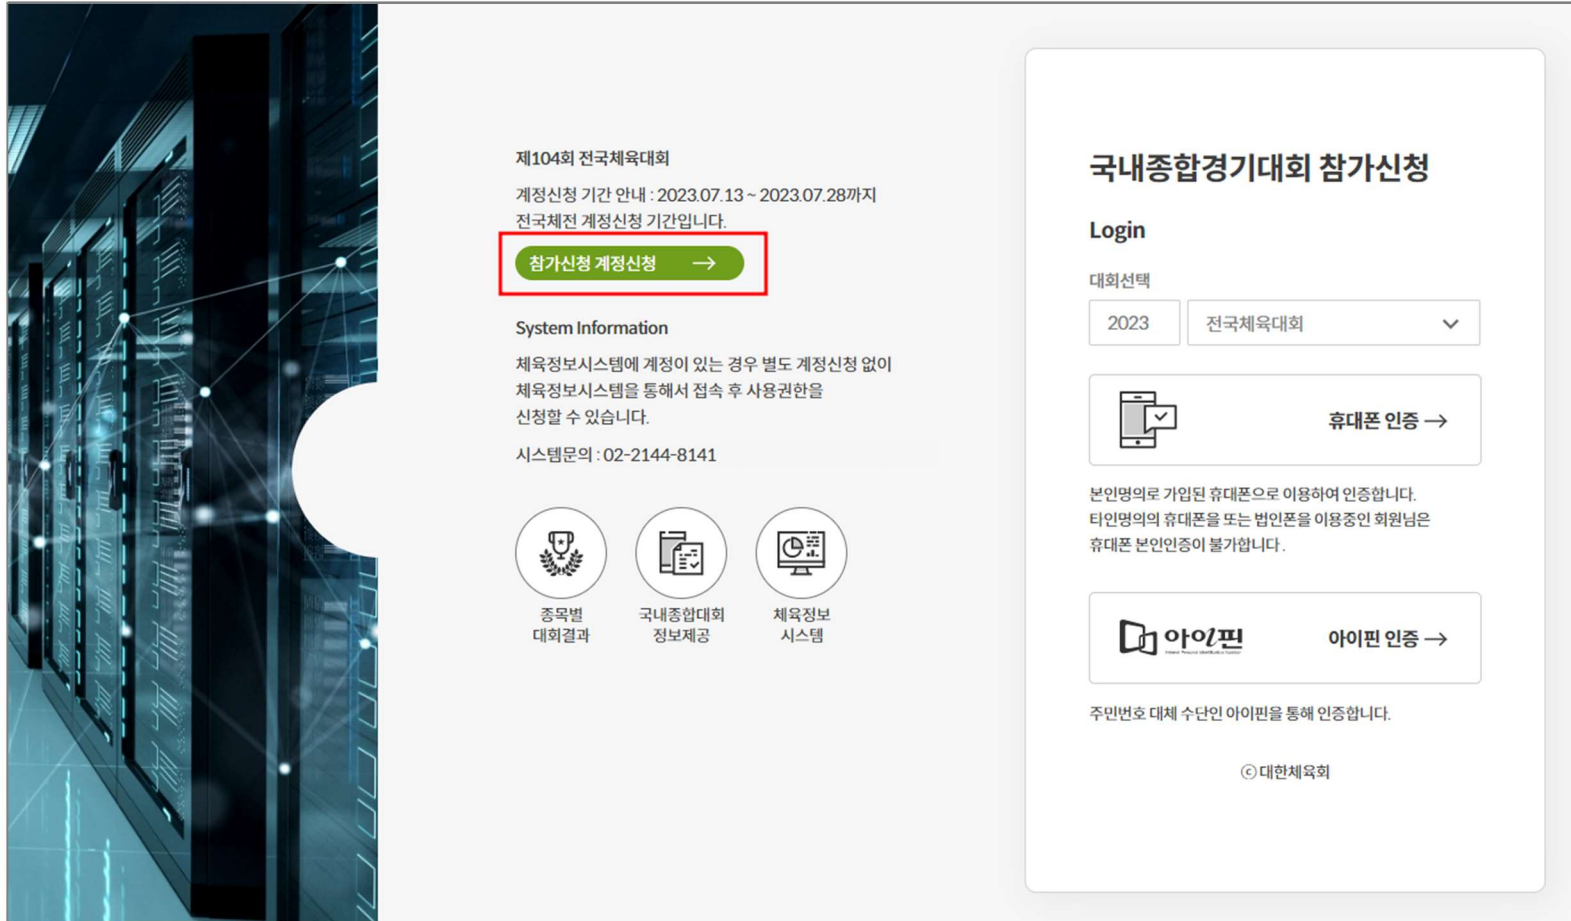 제104회 전국체육대회
계정신청 기간 안내 : 2023.07.13 ~ 2023.07.28까지
전국체전 계정신청 기간입니다.
참가신청 계정신청 →
System Information
체육정보시스템에 계정이 있는 경우 별도 계정신청 없이
체육정보시스템을 통해서 접속 후 사용권한을
신청할 수 있습니다.
시스템문의 : 02-2144-8141
종목별
대회결과
국내종합대회
정보제공
체육정보
시스템
국내종합경기대회 참가신청
Login
대회선택
2023 전국체육대회
휴대폰 인증 →
본인명의로 가입된 휴대폰으로 이용하여 인증합니다.
타인명의의 휴대폰을 또는 법인폰을 이용중인 회원님은
휴대폰 본인인증이 불가합니다.
아이핀 아이핀 인증 →
주민번호 대체 수단인 아이핀을 통해 인증합니다.
ⓒ 대한체육회